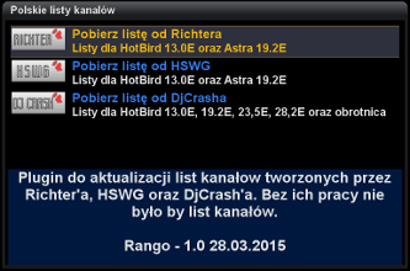 Polskie listy kanałów
RICHTER
Pobierz listę od Richtera
Listy dla HotBird 13.0E oraz Astra 19.2E
HSWG
Pobierz listę od HSWG
Listy dla HotBird 13.0E oraz Astra 19.2E
DJ CRASH
Pobierz listę od DjCrasha
Listy dla HotBird 13.0E, 19.2E, 23,5E, 28,2E oraz obrotnica
Plugin do aktualizacji list kanałow tworzonych przez
Richter'a, HSWG oraz DjCrash'a. Bez ich pracy nie
było by list kanałów.
Rango - 1.0 28.03.2015